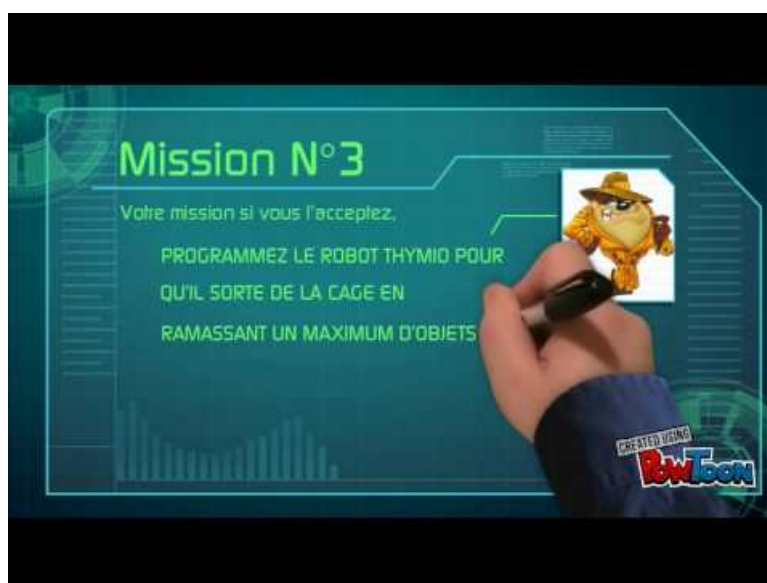 Mission N°3
Votre mission si vous l'acceptez,
PROGRAMMEZ LE ROBOT THYMIO POUR
QU'IL SORTE DE LA CAGE EN
RAMASSANT UN MAXIMUM D'OBJETS
CREATED USING
POWTOON